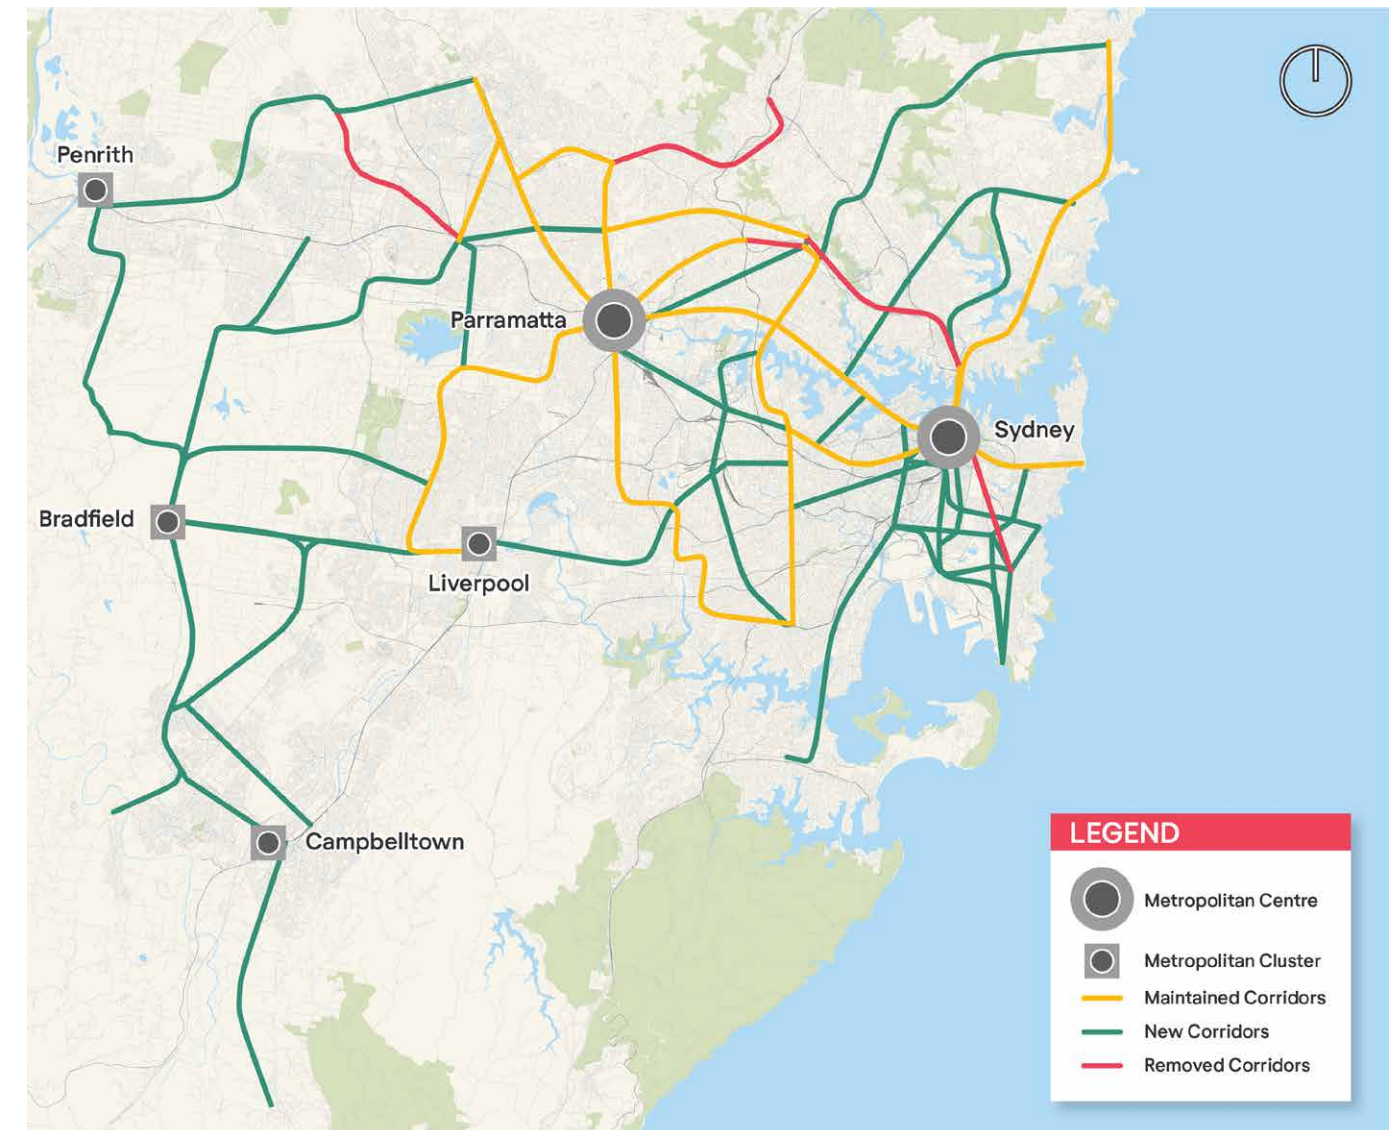 Penrith
Parramatta
Sydney
Bradfield
Liverpool
Campbelltown
LEGEND
Metropolitan Centre
Metropolitan Cluster
Maintained Corridors
New Corridors
Removed Corridors